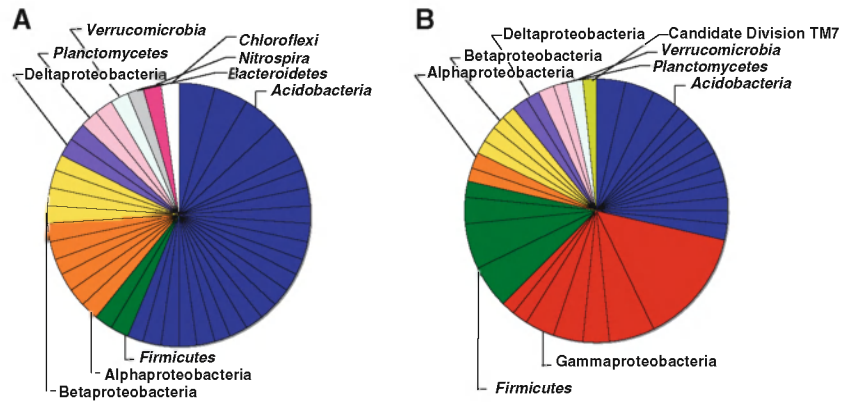 A
Verrucomicrobia
Chloroflexi
Planctomycetes
Nitrospira
Deltaproteobacteria
Bacteroidetes
Acidobacteria
Firmicutes
Alphaproteobacteria
Betaproteobacteria
B
Deltaproteobacteria
Candidate Division TM7
Betaproteobacteria
Verrucomicrobia
Alphaproteobacteria
Planctomycetes
Acidobacteria
Gammaproteobacteria
Firmicutes